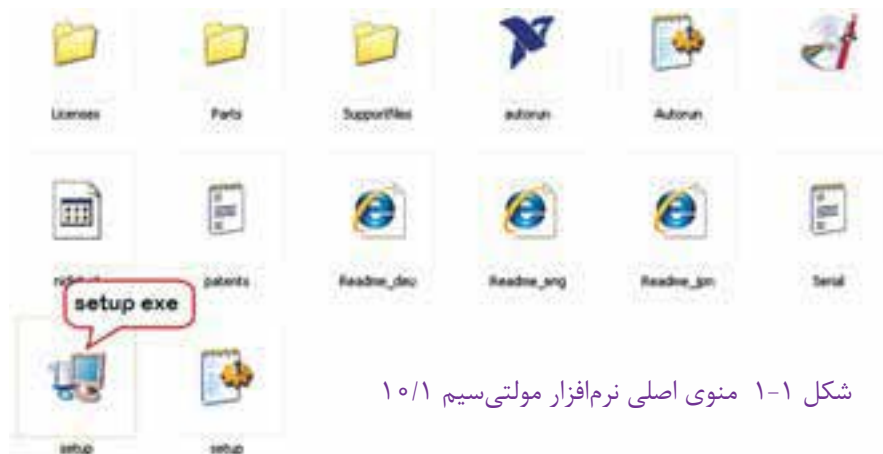 Licenses
Parts
Supportfiles
autorun
Autorun
patents
Readme_deu
Readme_eng
Readme_jpn
Serial
setup exe
setup
setup
شکل ۱-۱ منوی اصلی نرم‌افزار مولتی‌سیم ۱۰/۱